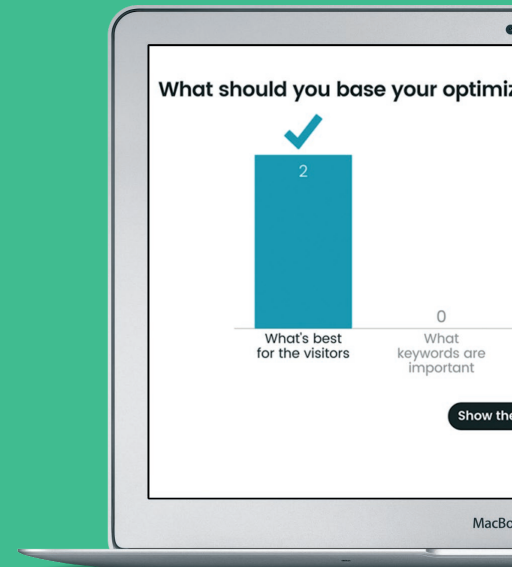 What should you base your optimiz
2
0
What's best
for the visitors
What
keywords are
important
Show the
MacBo